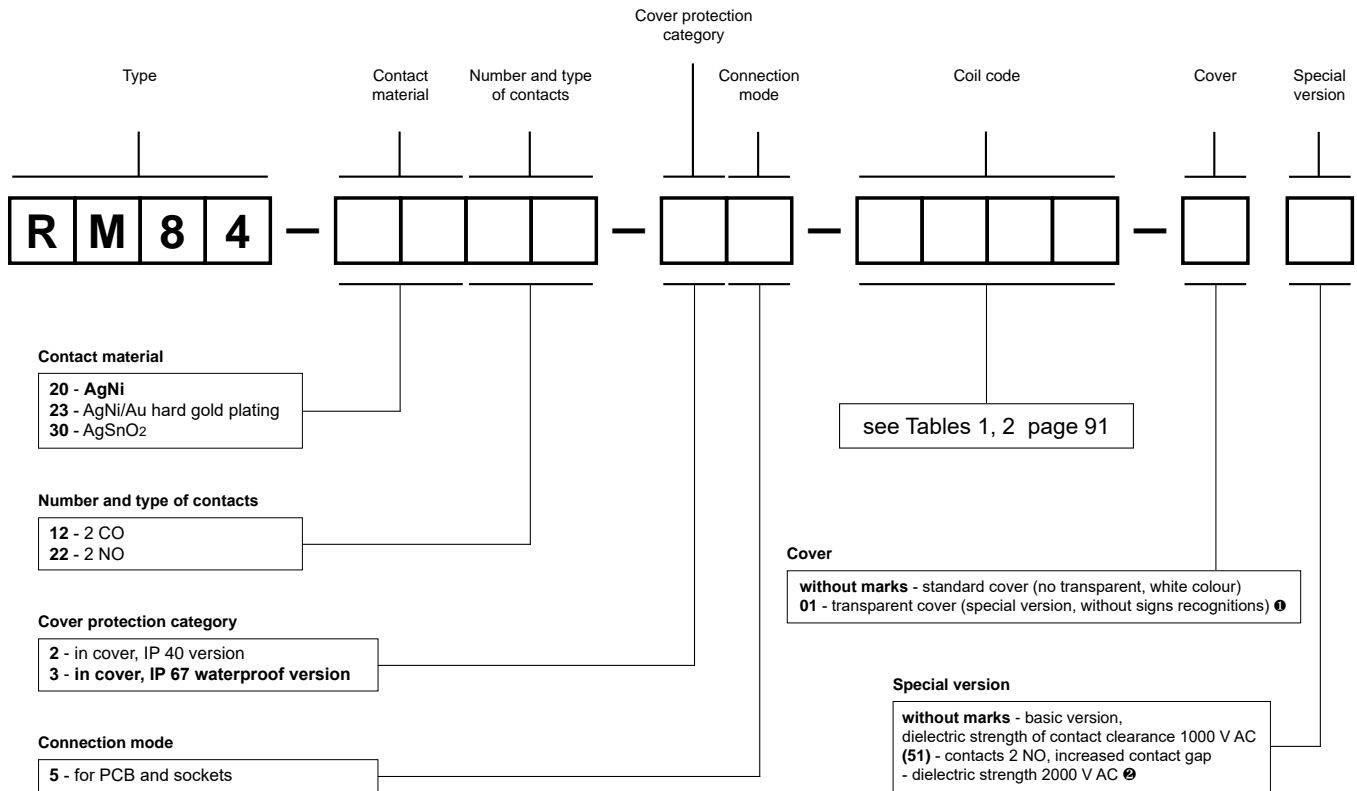 Cover protection
category
Type
Contact
material
Number and type
of contacts
Connection
mode
Coil code
Cover
Special
version
R M 8 4 – – – –
Contact material
20 - AgNi
23 - AgNi/Au hard gold plating
30 - AgSnO2
see Tables 1, 2 page 91
Number and type of contacts
12 - 2 CO
22 - 2 NO
Cover
without marks - standard cover (no transparent, white colour)
01 - transparent cover (special version, without signs recognitions) ❶
Cover protection category
2 - in cover, IP 40 version
3 - in cover, IP 67 waterproof version
Special version
without marks - basic version,
dielectric strength of contact clearance 1000 V AC
(51) - contacts 2 NO, increased contact gap
- dielectric strength 2000 V AC ❷
Connection mode
5 - for PCB and sockets